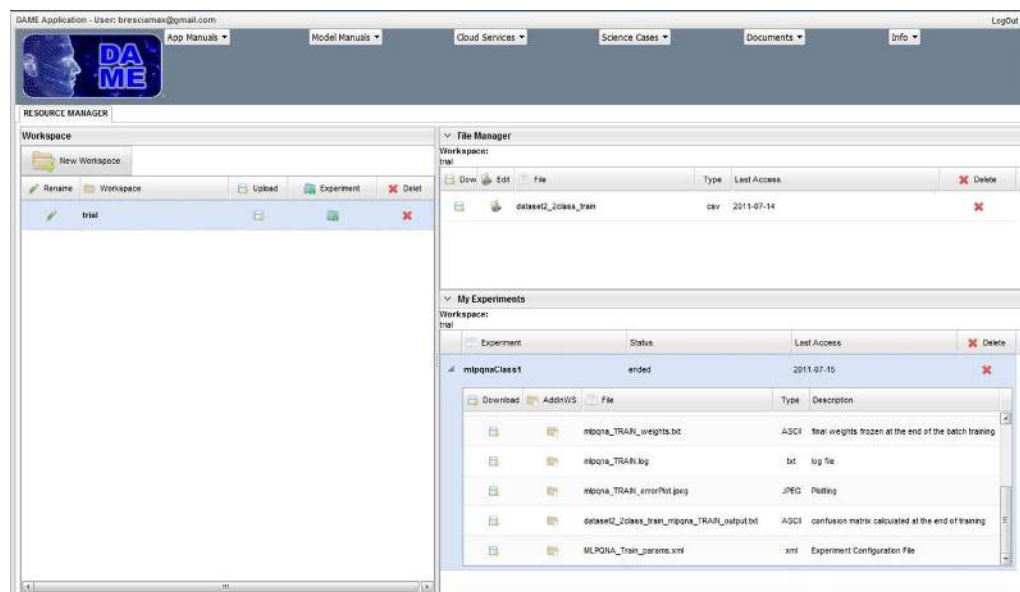 DAME Application - User: bresciamax@gmail.com LogOut
DA
ME
App Manuals Model Manuals Cloud Services Science Cases Documents Info
RESOURCE MANAGER
Workspace
New Workspace
Rename Workspace Upload Experiment Delet
trial
File Manager
Workspace:
trial
Dow Edit File Type Last Access Delete
dataset2_2class_train csv 2011-07-14
My Experiments
Workspace:
trial
Experiment Status Last Access Delete
mlpqnaClass1 ended 2011-07-15
Download AddInWS File Type Description
mlpqna_TRAIN_weights.txt ASCII final weights frozen at the end of the batch training
mlpqna_TRAIN.log txt log file
mlpqna_TRAIN_errorPlot.jpeg JPEG Plotting
dataset2_2class_train_mlpqna_TRAIN_output.txt ASCII confusion matrix calculated at the end of training
MLPQNA_Train_params.xml xml Experiment Configuration File